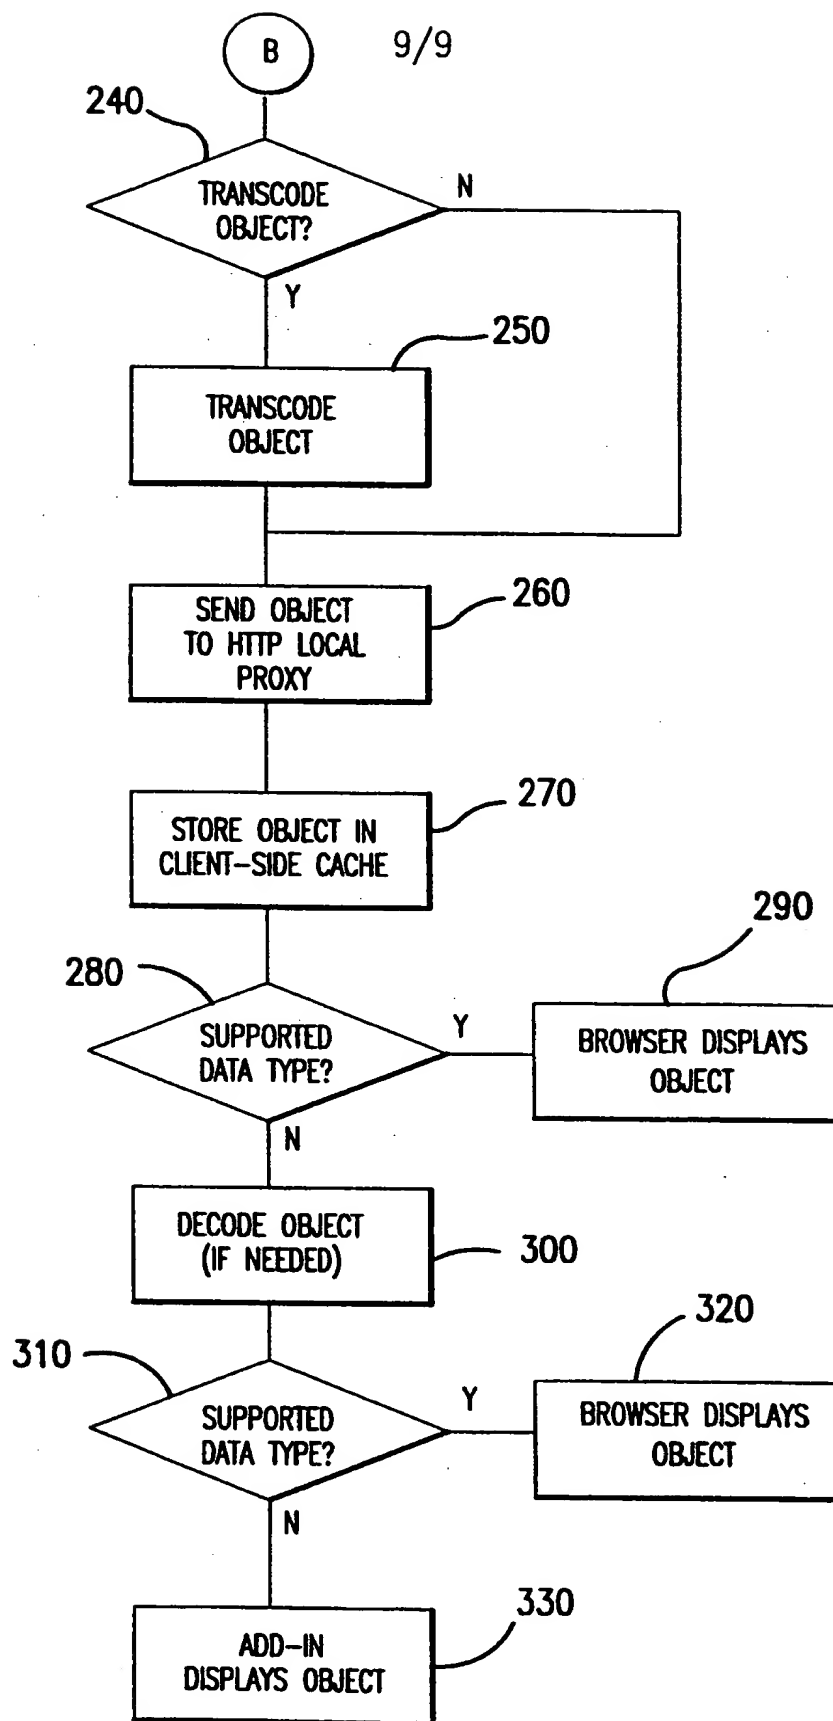 B
9/9
240
TRANSCODE
OBJECT?
N
Y
250
TRANSCODE
OBJECT
SEND OBJECT
TO HTTP LOCAL
PROXY
260
STORE OBJECT IN
CLIENT-SIDE CACHE
270
280
SUPPORTED
DATA TYPE?
Y
290
BROWSER DISPLAYS
OBJECT
N
DECODE OBJECT
(IF NEEDED)
300
310
SUPPORTED
DATA TYPE?
Y
320
BROWSER DISPLAYS
OBJECT
N
ADD-IN
DISPLAYS OBJECT
330